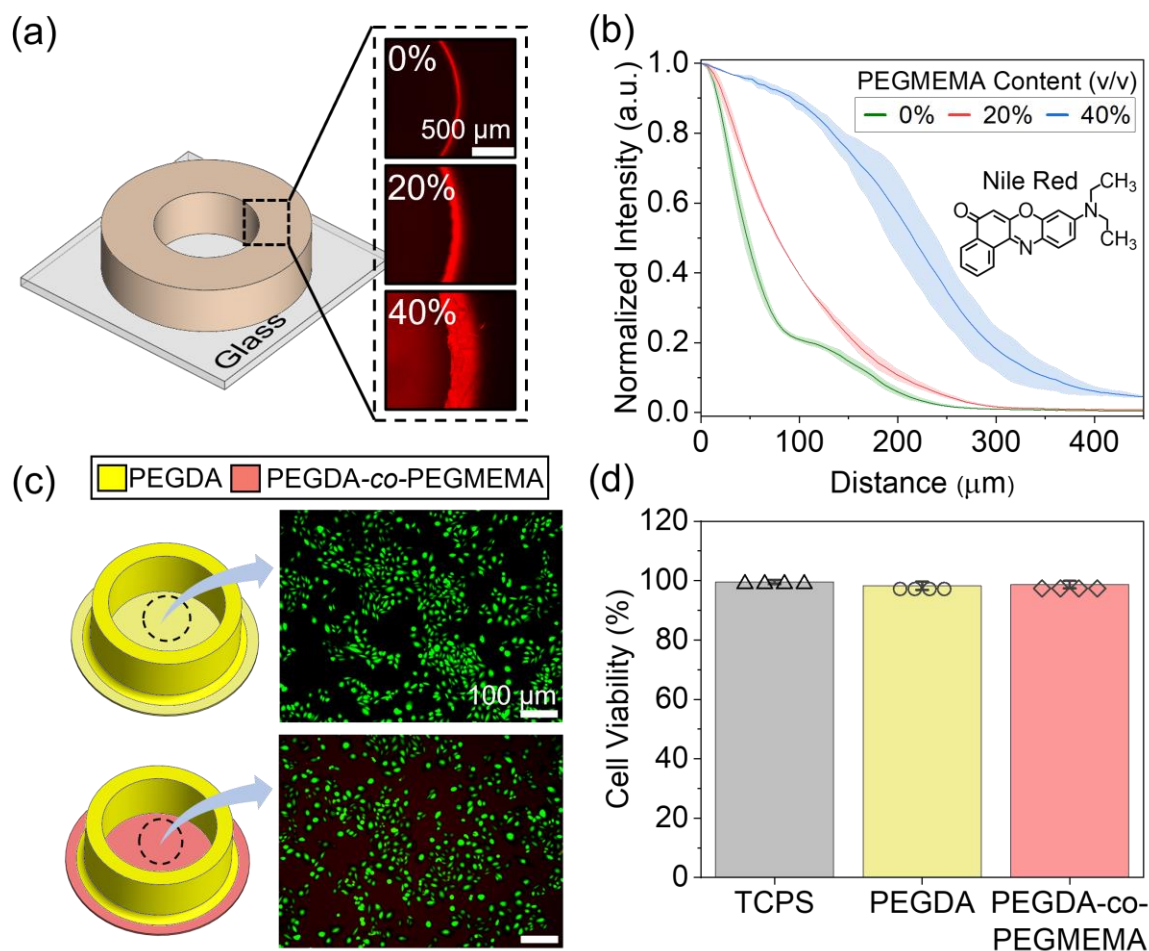 (a)
0%
500 μm
20%
40%
Glass
(b)
Normalized Intensity (a.u.)
1.0
0.8
0.6
0.4
0.2
0.0
PEGMEMA Content (v/v)
0% 20% 40%
Nile Red
O
O
N
N
CH3
CH3
0 100 200 300 400
Distance (μm)
(c)
PEGDA PEGDA-co-PEGMEMA
100 μm
(d)
Cell Viability (%)
120
100
80
60
40
20
0
TCPS PEGDA PEGDA-co-
PEGMEMA